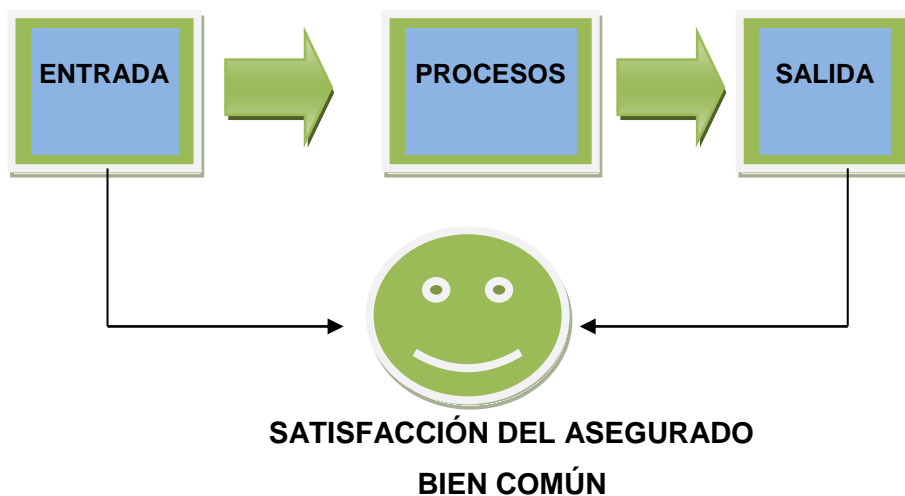 ENTRADA
PROCESOS
SALIDA
SATISFACCIÓN DEL ASEGURADO
BIEN COMÚN